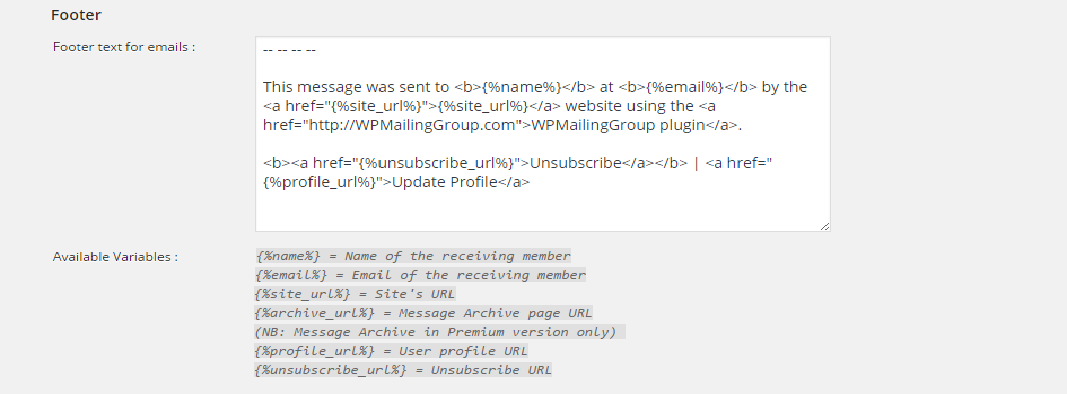 Footer
Footer text for emails :
-- -- -- --
This message was sent to <b>{%name%}</b> at <b>{%email%}</b> by the
<a href="{%site_url%}">{%site_url%}</a> website using the <a
href="http://WPMailingGroup.com">WPMailingGroup plugin</a>.
<b><a href="{%unsubscribe_url%}">Unsubscribe</a></b> | <a href="
{%profile_url%}">Update Profile</a>
Available Variables :
{%name%} = Name of the receiving member
{%email%} = Email of the receiving member
{%site_url%} = Site's URL
{%archive_url%} = Message Archive page URL
(NB: Message Archive in Premium version only)
{%profile_url%} = User profile URL
{%unsubscribe_url%} = Unsubscribe URL